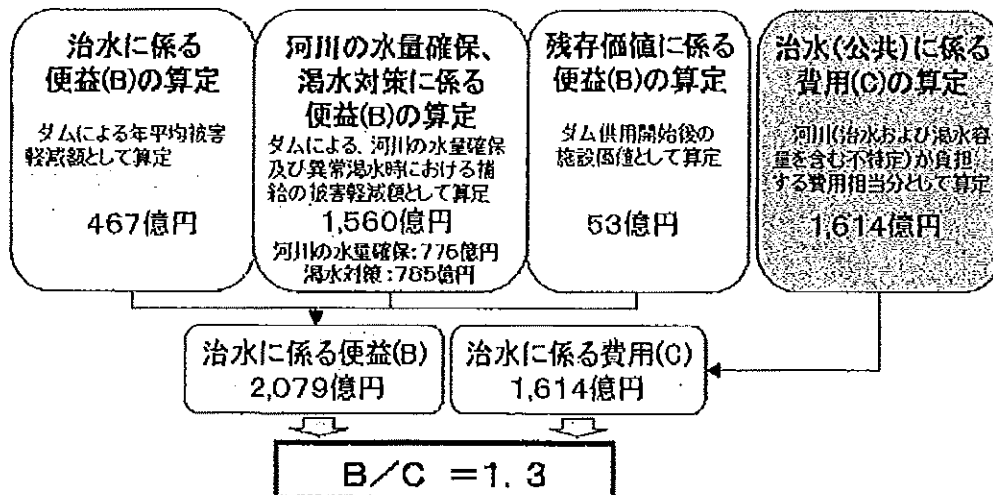 治水に係る
便益(B)の算定
ダムによる年平均被害
軽減額として算定
467億円
河川の水量確保、
渇水対策に係る
便益(B)の算定
ダムによる、河川の水量確保
及び異常渇水時における補
給の被害軽減額として算定
1,560億円
河川の水量確保:775億円
渇水対策:785億円
残存価値に係る
便益(B)の算定
ダム供用開始後の
施設価値として算定
53億円
治水(公共)に係る
費用(C)の算定
河川(治水および渇水容
量を含む不特定)が負担
する費用相当分として算定
1,614億円
治水に係る便益(B)
2,079億円
治水に係る費用(C)
1,614億円
B/C =1.3